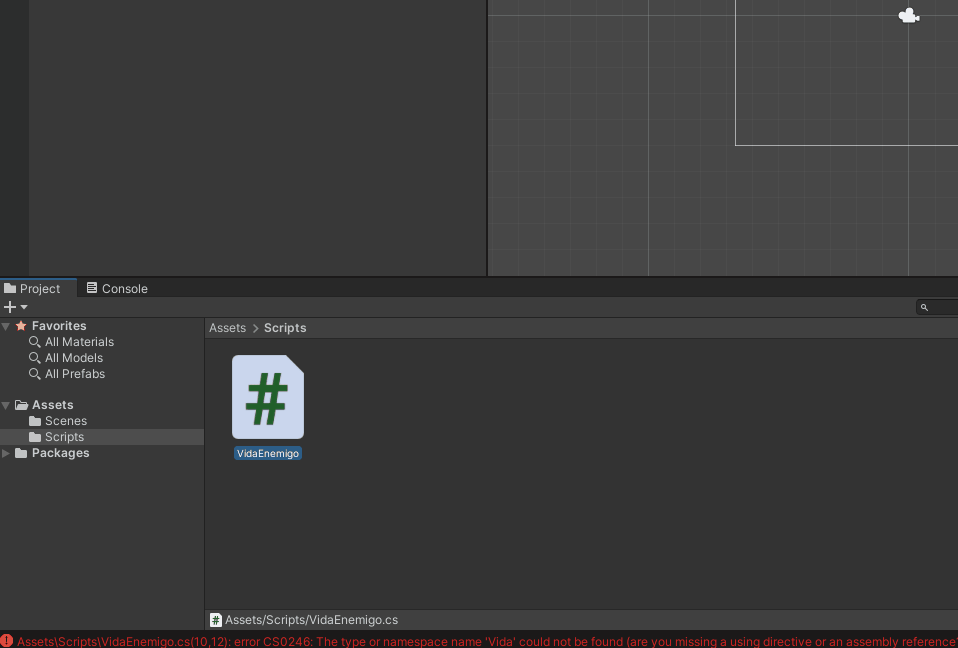 Project
Console
Favorites
All Materials
All Models
All Prefabs
Assets
Scenes
Scripts
Packages
Assets > Scripts
#
VidaEnemigo
# Assets/Scripts/VidaEnemigo.cs
! Assets\Scripts\VidaEnemigo.cs(10,12): error CS0246: The type or namespace name 'Vida' could not be found (are you missing a using directive or an assembly reference